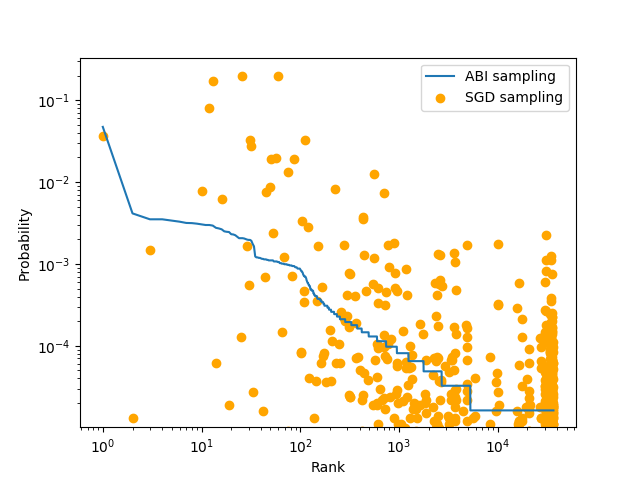 ABI sampling
SGD sampling
Probability
10⁻¹
10⁻²
10⁻³
10⁻⁴
10⁰ 10¹ 10² 10³ 10⁴
Rank